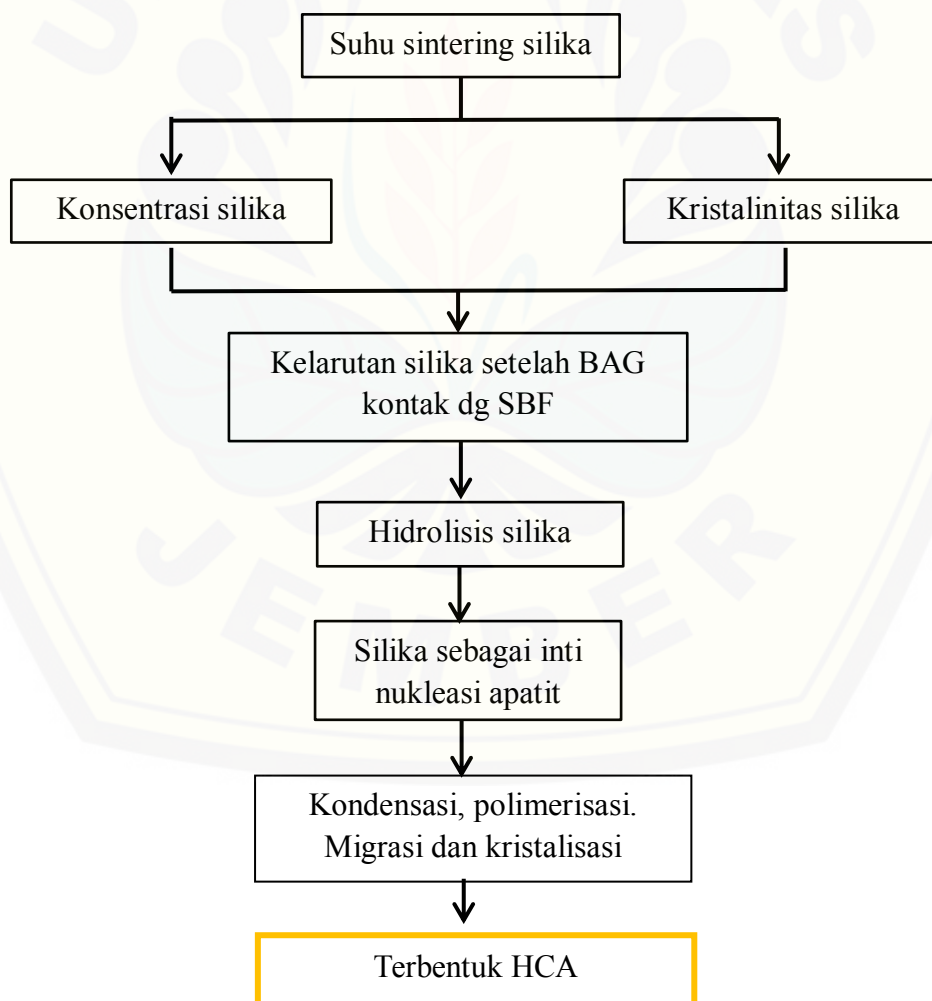 Suhu sintering silika
Konsentrasi silika
Kristalinitas silika
Kelarutan silika setelah BAG
kontak dg SBF
Hidrolisis silika
Silika sebagai inti
nukleasi apatit
Kondensasi, polimerisasi.
Migrasi dan kristalisasi
Terbentuk HCA
JEMBER